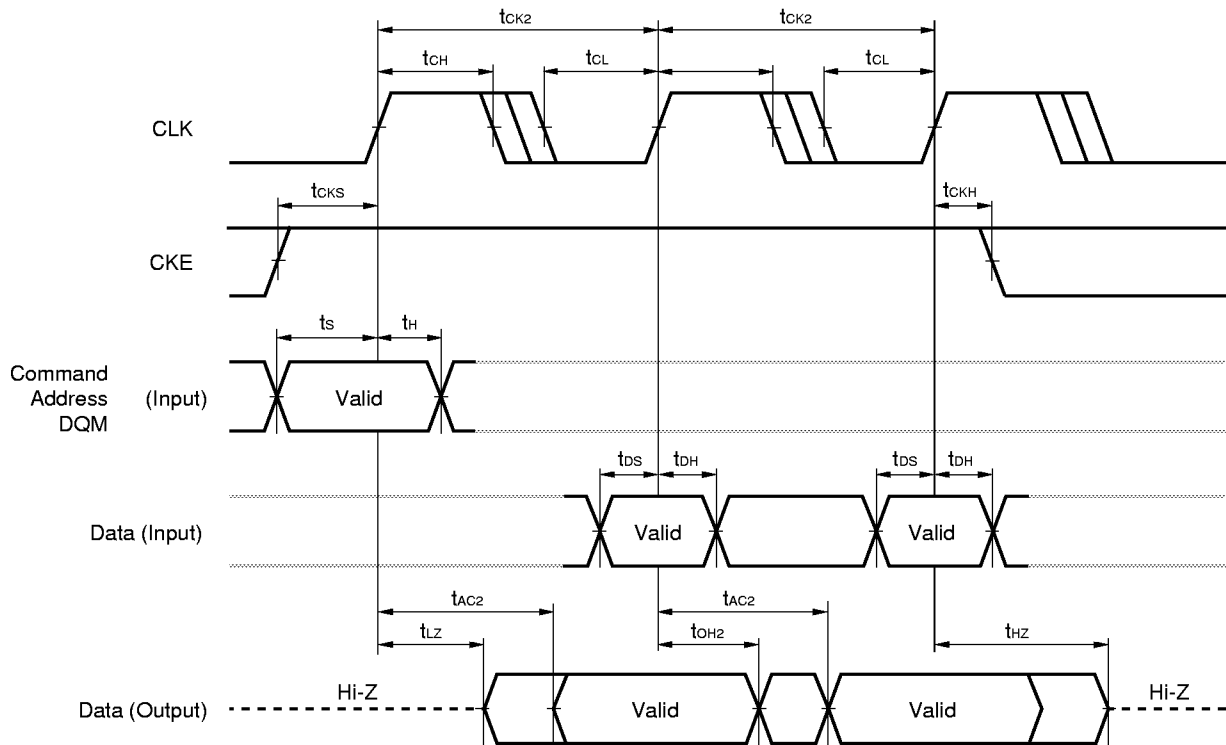 tCK2 tCK2
tCH tCL tCL
CLK
tCKS tCKH
CKE
tS tH
Command
Address (Input) Valid
DQM
tDS tDH tDS tDH
Data (Input) Valid Valid
tAC2 tAC2
tLZ tOH2 tHZ
Hi-Z Hi-Z
Data (Output) Valid Valid